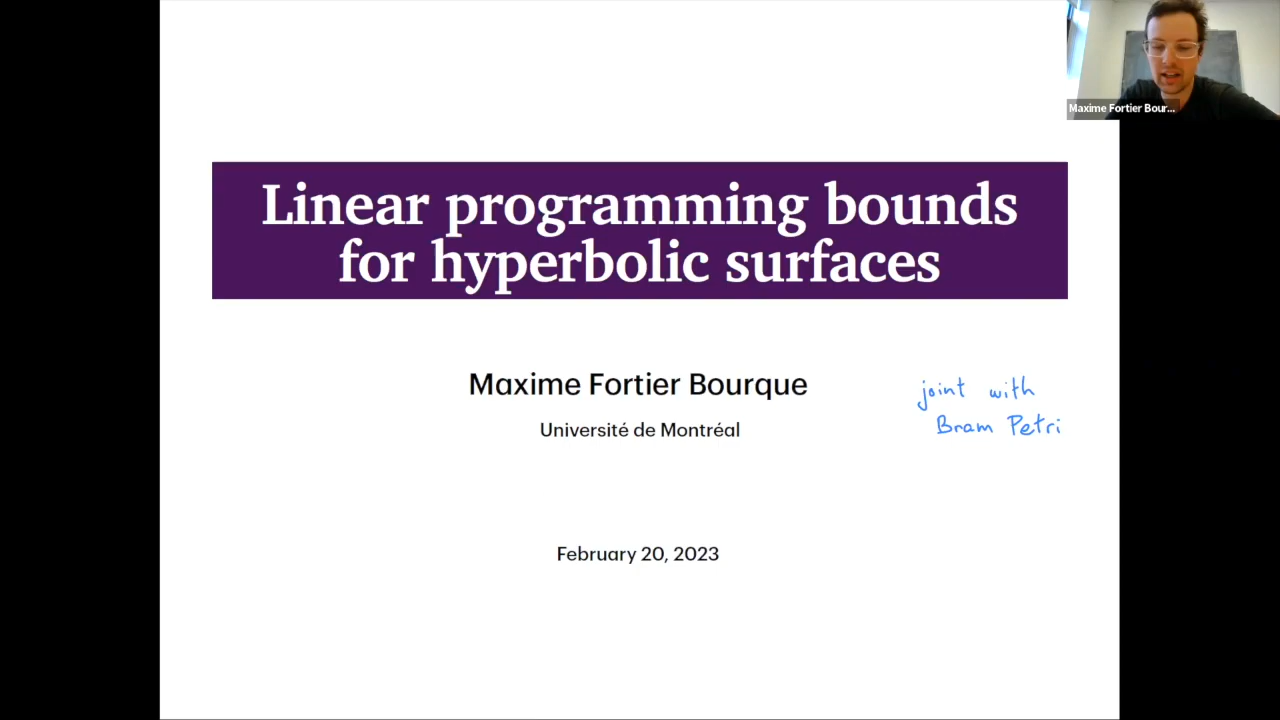 Maxime Fortier Bour...
Linear programming bounds
for hyperbolic surfaces
Maxime Fortier Bourque
Université de Montréal
joint with
Bram Petri
February 20, 2023